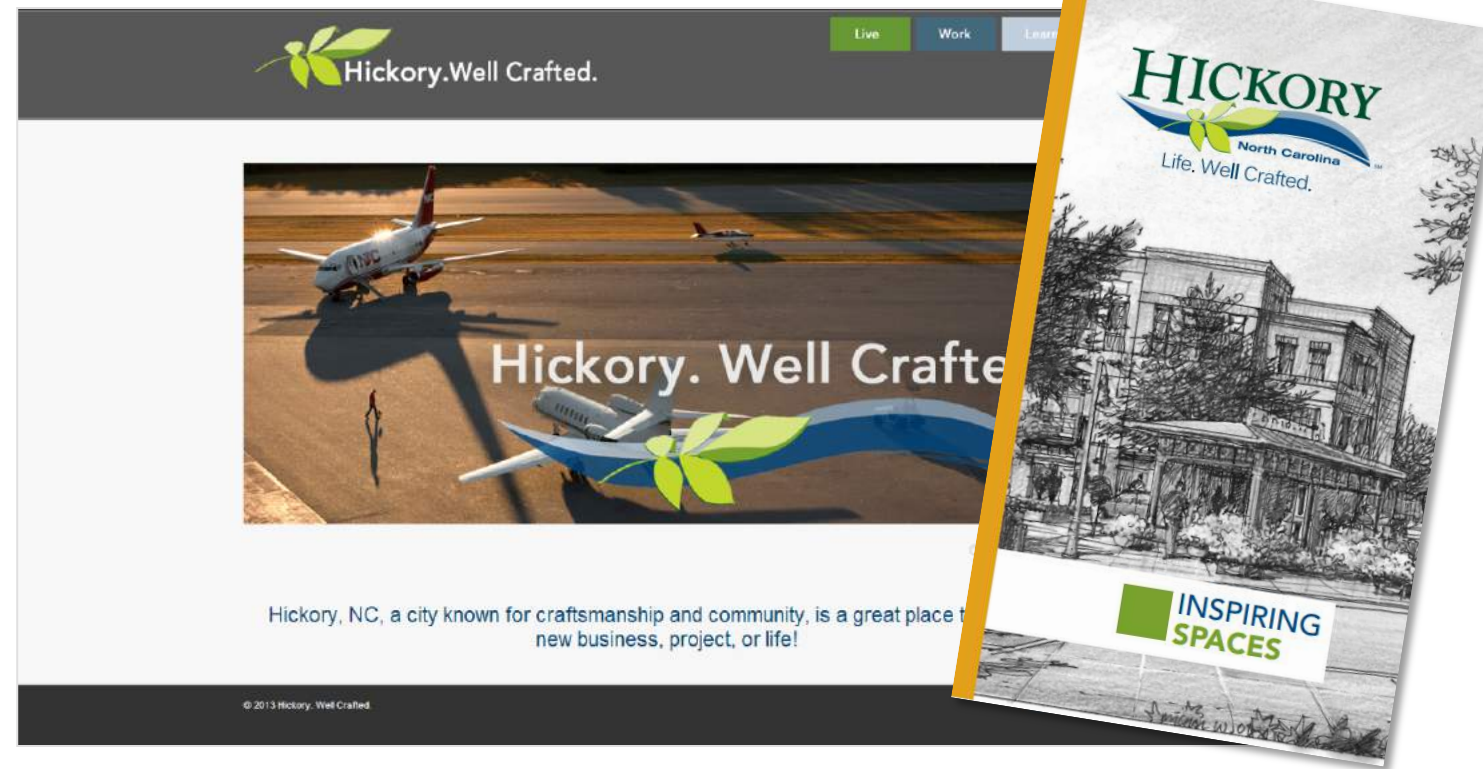 Live
Work
Hickory.Well Crafted.
Hickory. Well Crafte
Hickory, NC, a city known for craftsmanship and community, is a great place t
new business, project, or life!
© 2013 Hickory. Well Crafted.
HICKORY
North Carolina
Life. Well Crafted.
INSPIRING
SPACES